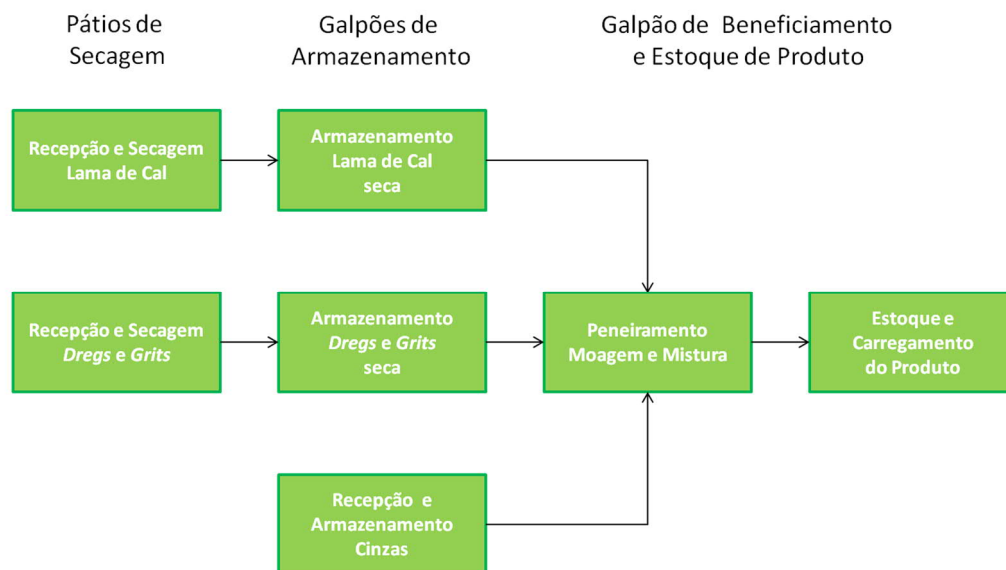 Pátios de
Secagem
Galpões de
Armazenamento
Galpão de Beneficiamento
e Estoque de Produto
Recepção e Secagem
Lama de Cal
Armazenamento
Lama de Cal
seca
Recepção e Secagem
Dregs e Grits
Armazenamento
Dregs e Grits
seca
Peneiramento
Moagem e Mistura
Estoque e
Carregamento
do Produto
Recepção e
Armazenamento
Cinzas